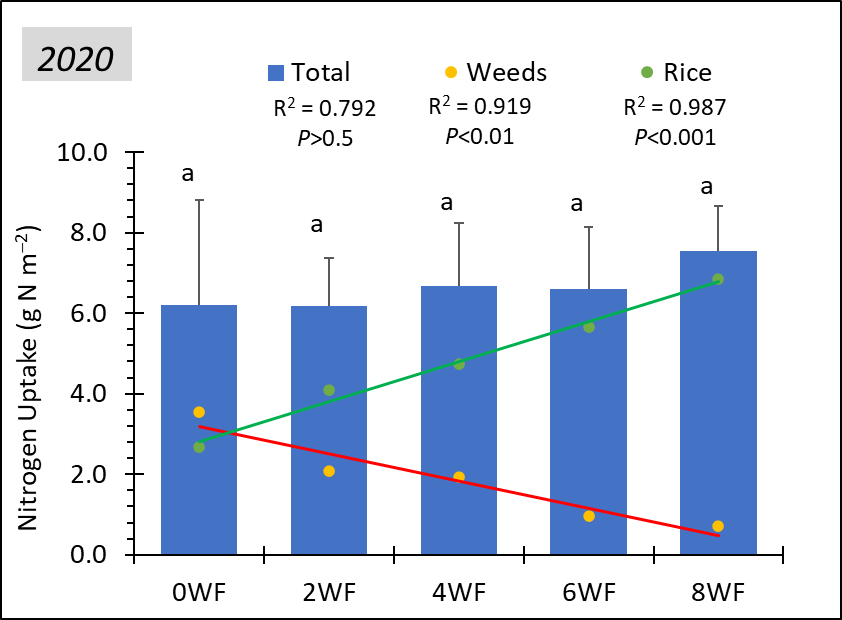 2020
Total Weeds Rice
R² = 0.792 R² = 0.919 R² = 0.987
P>0.5 P<0.01 P<0.001
Nitrogen Uptake (g N m⁻²)
10.0
8.0
6.0
4.0
2.0
0.0
a a a a a
0WF 2WF 4WF 6WF 8WF